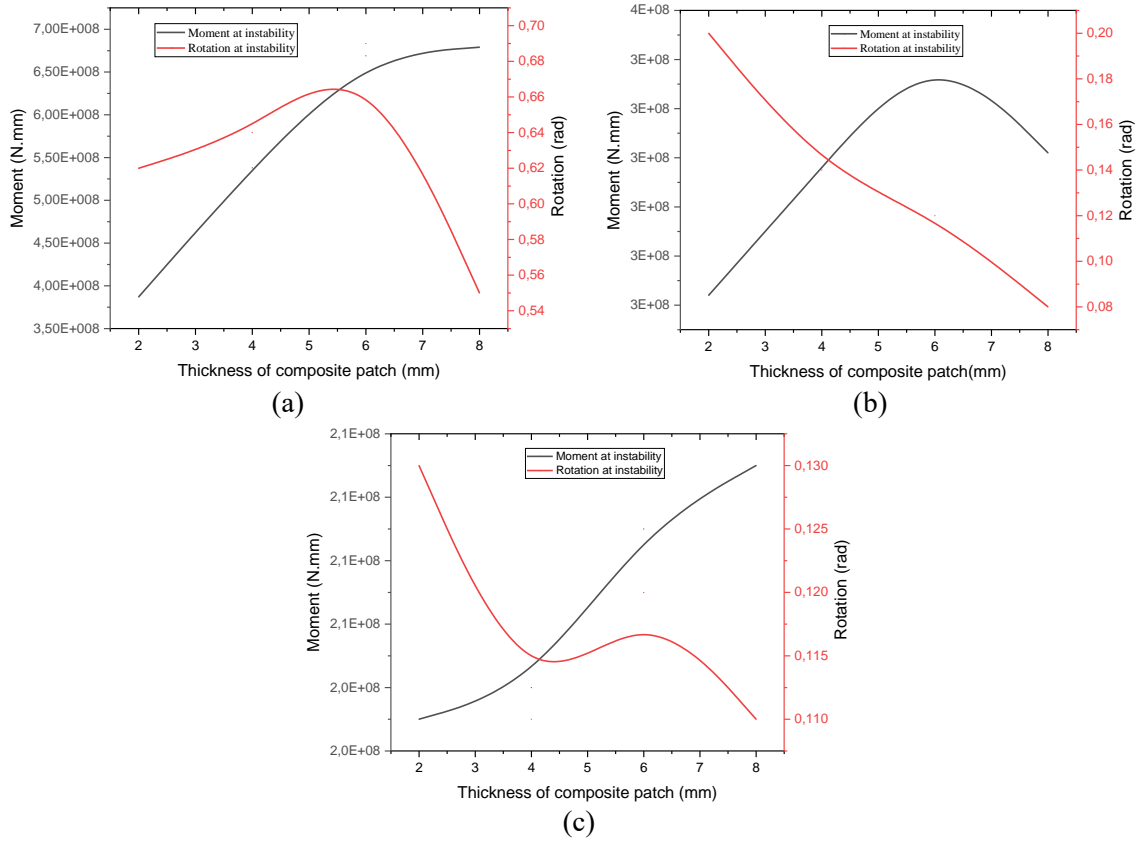 7,00E+008
6,50E+008
6,00E+008
5,50E+008
5,00E+008
4,50E+008
4,00E+008
3,50E+008
Moment (N.mm)
Moment at instability
Rotation at instability
0,70
0,68
0,66
0,64
0,62
0,60
0,58
0,56
0,54
Rotation (rad)
2 3 4 5 6 7 8
Thickness of composite patch (mm)
(a)
4E+08
3E+08
3E+08
3E+08
3E+08
3E+08
3E+08
Moment (N.mm)
Moment at instability
Rotation at instability
0,20
0,18
0,16
0,14
0,12
0,10
0,08
Rotation (rad)
2 3 4 5 6 7 8
Thickness of composite patch(mm)
(b)
2,1E+08
2,1E+08
2,1E+08
2,1E+08
2,0E+08
2,0E+08
Moment (N.mm)
Moment at instability
Rotation at instability
0,130
0,125
0,120
0,115
0,110
Rotation (rad)
2 3 4 5 6 7 8
Thickness of composite patch (mm)
(c)